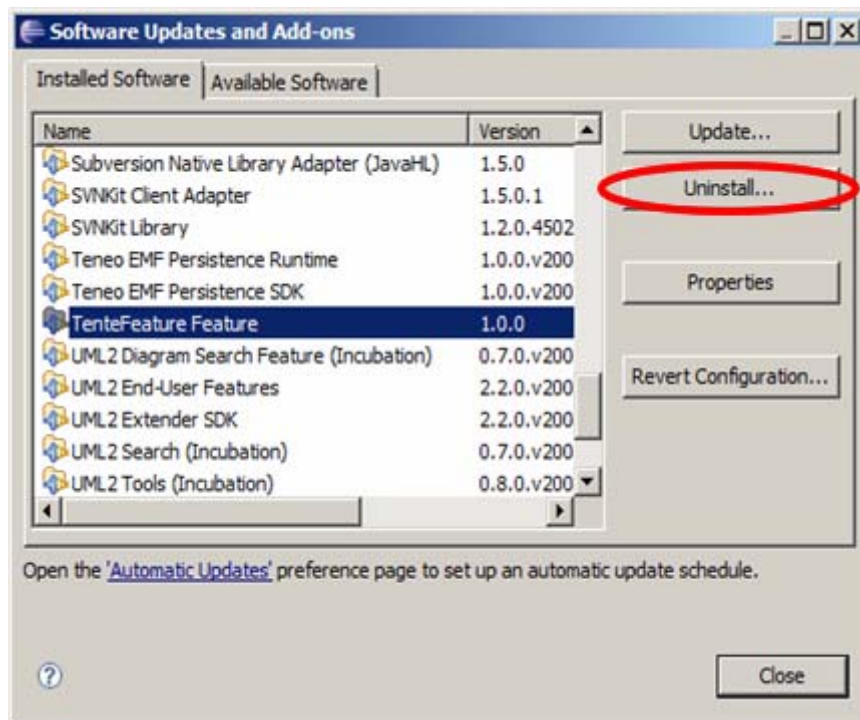 Software Updates and Add-ons
Installed Software Available Software
Name Version
Subversion Native Library Adapter (JavaHL) 1.5.0
SVNKit Client Adapter 1.5.0.1
SVNKit Library 1.2.0.4502
Teneo EMF Persistence Runtime 1.0.0.v200
Teneo EMF Persistence SDK 1.0.0.v200
TenteFeature Feature 1.0.0
UML2 Diagram Search Feature (Incubation) 0.7.0.v200
UML2 End-User Features 2.2.0.v200
UML2 Extender SDK 2.2.0.v200
UML2 Search (Incubation) 0.7.0.v200
UML2 Tools (Incubation) 0.8.0.v200
Update...
Uninstall...
Properties
Revert Configuration...
Open the 'Automatic Updates' preference page to set up an automatic update schedule.
?
Close